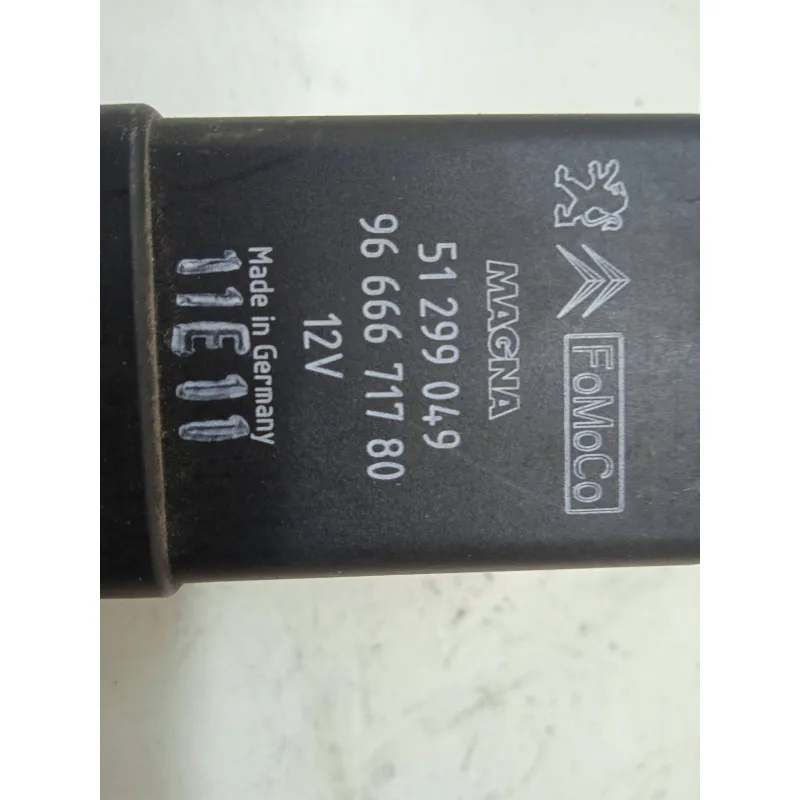 FoMoCo
MAGNA
51 299 049
96 666 717 80
12V
Made in Germany
11E11